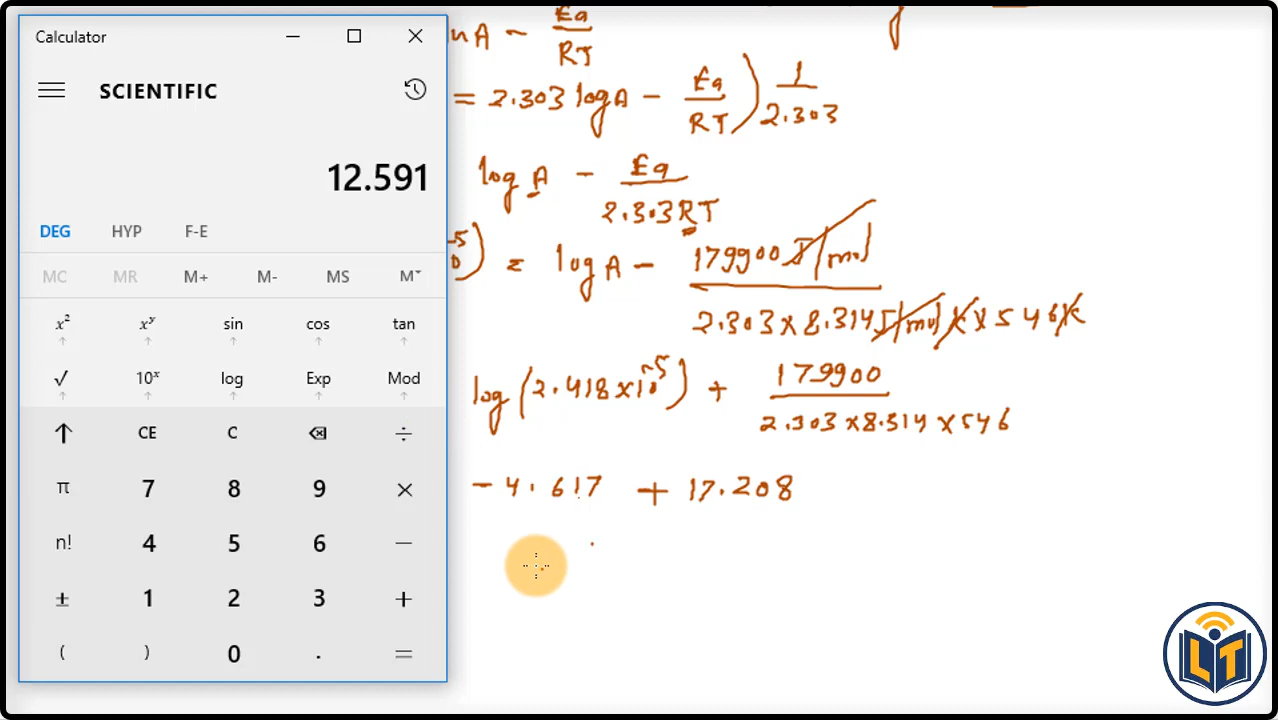 Calculator
SCIENTIFIC
12.591
DEG HYP F-E
MC MR M+ M- MS M˅
x² xʸ sin cos tan
√ 10ˣ log Exp Mod
↑ CE C ⌫ ÷
π 7 8 9 ×
n! 4 5 6 −
± 1 2 3 +
( ) 0 . =
A − Ea/RT
= 2.303 log A − Ea/RT) 1/2.303
log A − Ea/2.303RT
) = log A − 179900 J/mol / 2.303 × 8.314 J/mol K × 546 K
log (2.418 × 10⁻⁵) + 179900 / 2.303 × 8.314 × 546
− 4.617 + 17.208
LT